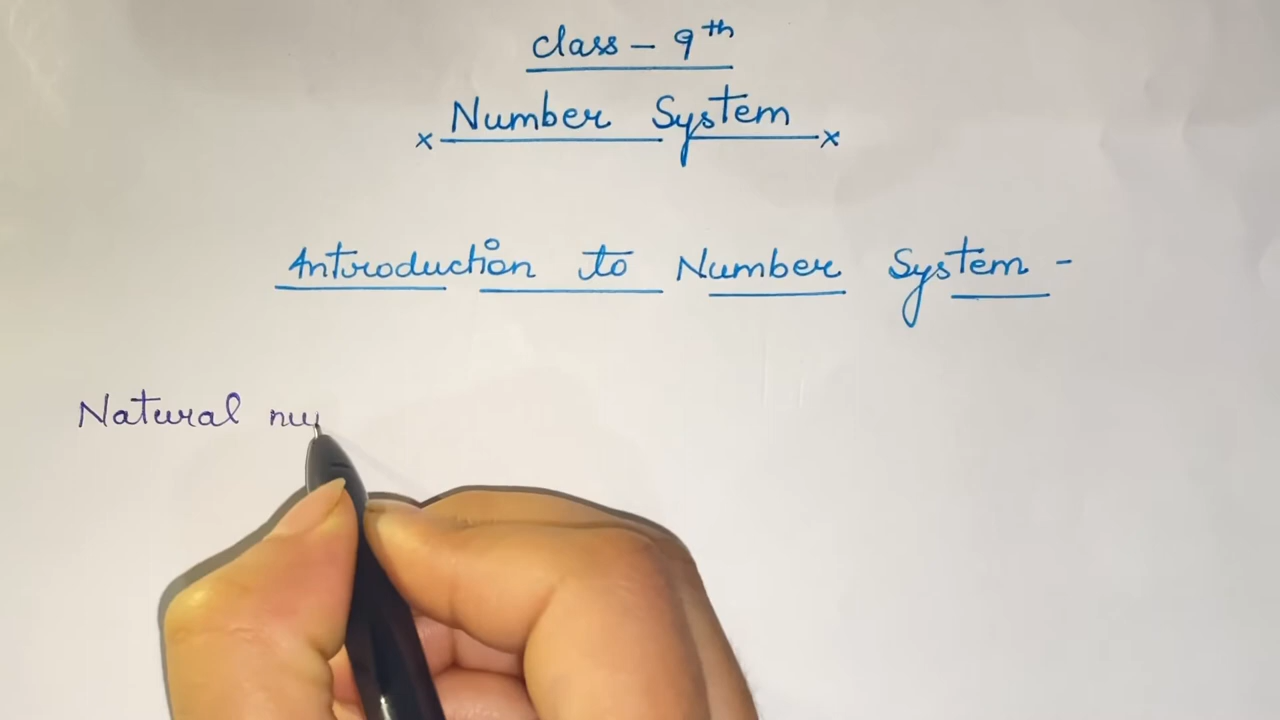 Class - 9th
x Number System x
Introduction to Number System -
Natural nu